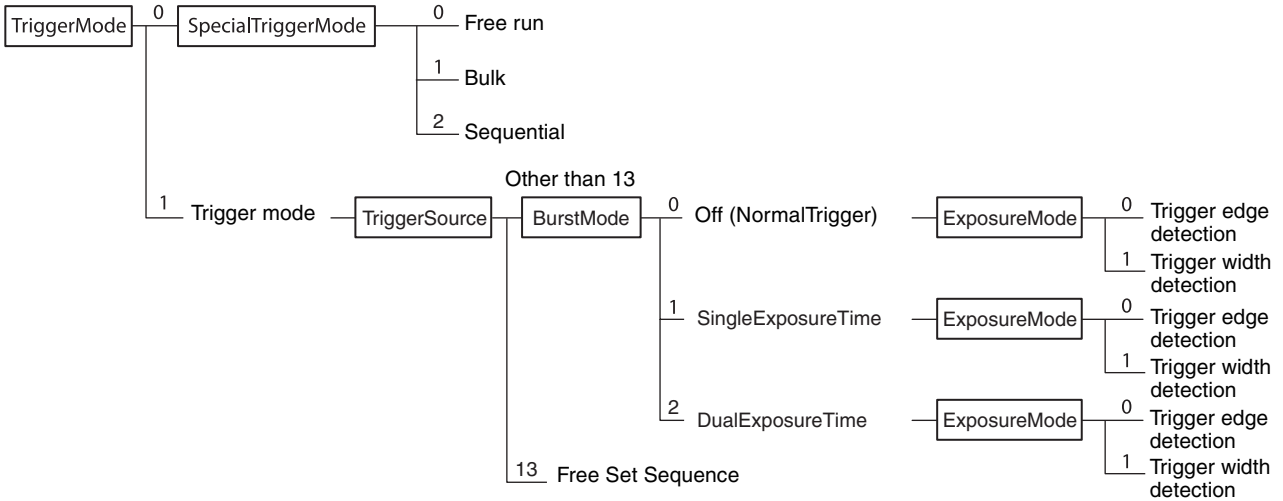 TriggerMode 0 SpecialTriggerMode 0 Free run
1 Bulk
2 Sequential
Other than 13
1 Trigger mode TriggerSource BurstMode 0 Off (NormalTrigger) ExposureMode 0 Trigger edge
detection
1 Trigger width
detection
1 SingleExposureTime ExposureMode 0 Trigger edge
detection
1 Trigger width
detection
2 DualExposureTime ExposureMode 0 Trigger edge
detection
1 Trigger width
detection
13 Free Set Sequence